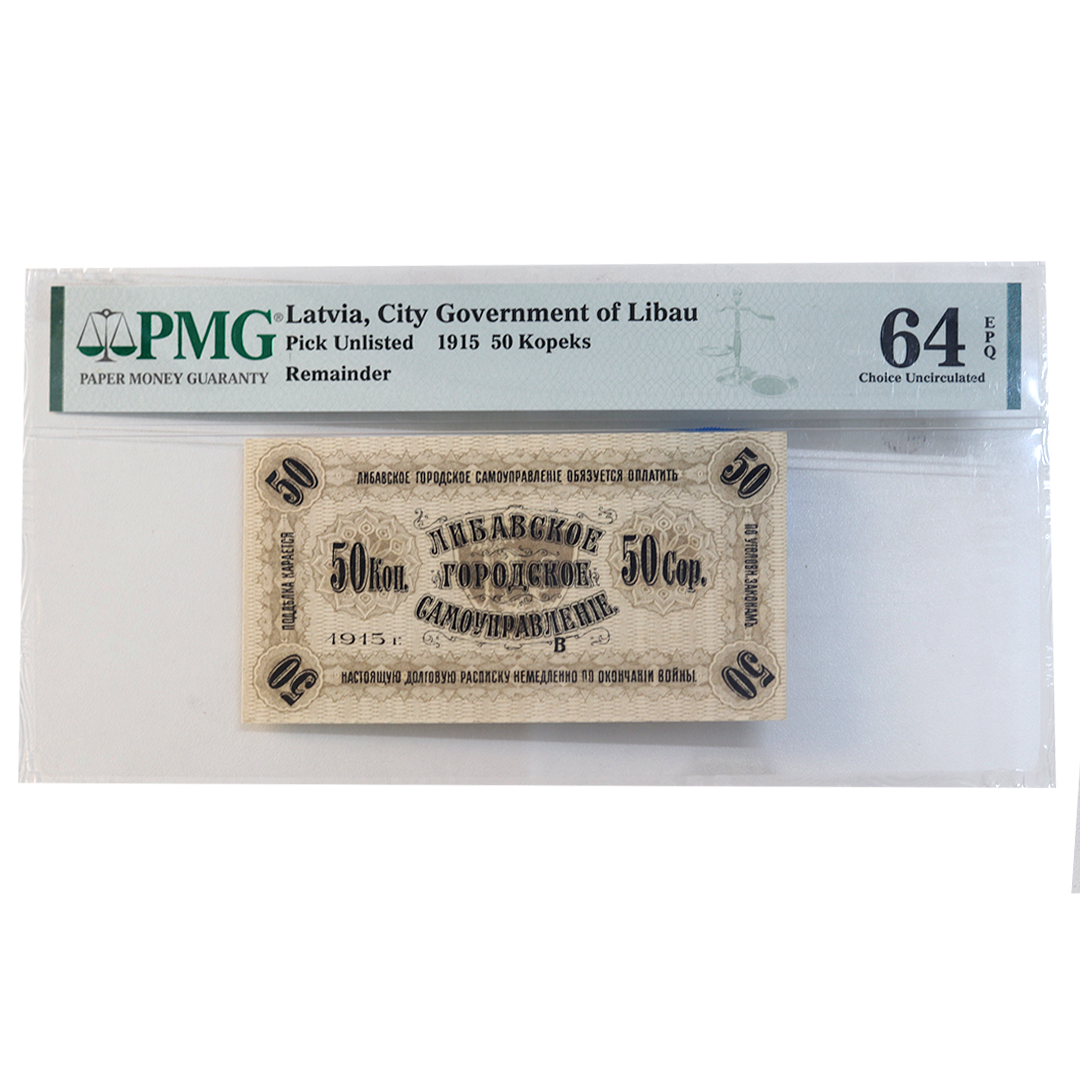 PMG®
PAPER MONEY GUARANTY
Latvia, City Government of Libau
Pick Unlisted 1915 50 Kopeks
Remainder
64
EPQ
Choice Uncirculated
50
50
ЛИБАВСКОЕ ГОРОДСКОЕ САМОУПРАВЛЕНІЕ ОБЯЗУЕТСЯ ОПЛАТИТЬ
ПОДДѢЛКА КАРАЕТСЯ
ЛИБАВСКОЕ
50 Коп.
ГОРОДСКОЕ
50 Cop.
САМОУПРАВЛЕНІЕ.
ПО УГОЛОВН ЗАКОНАМЪ
1915 г.
В
НАСТОЯЩУЮ ДОЛГОВУЮ РАСПИСКУ НЕМЕДЛЕННО ПО ОКОНЧАНІИ ВОЙНЫ.
50
50